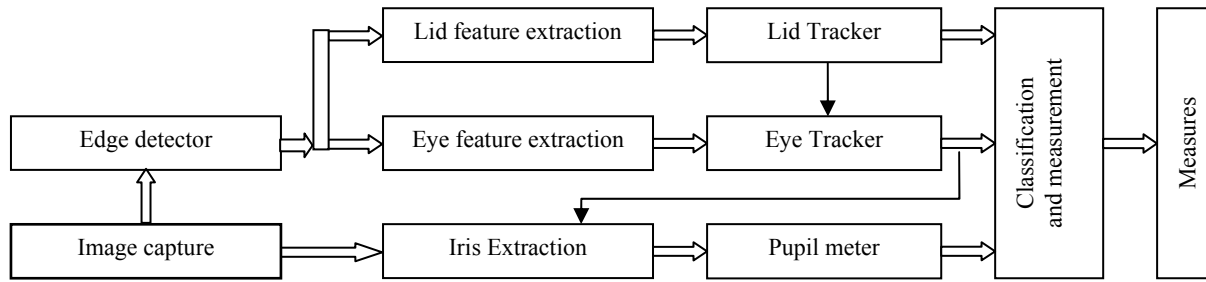 Lid feature extraction
Lid Tracker
Edge detector
Eye feature extraction
Eye Tracker
Image capture
Iris Extraction
Pupil meter
Classification
and measurement
Measures